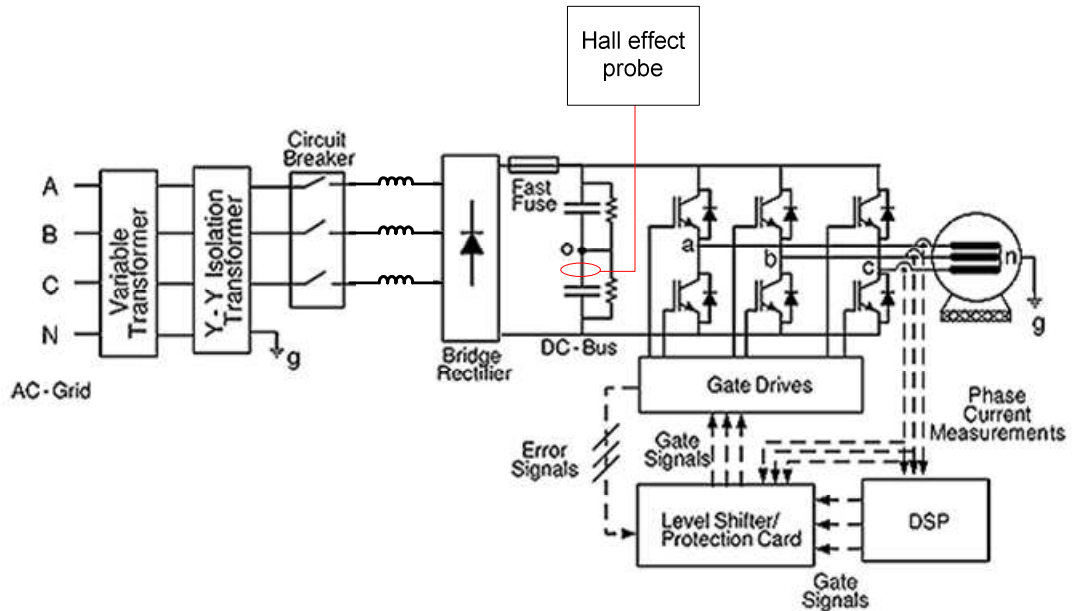 Hall effect
probe
Circuit
Breaker
A
B
C
N
Variable
Transformer
Y - Y Isolation
Transformer
g
AC - Grid
Bridge
Rectifier
Fast
Fuse
o
DC - Bus
a
b
c
n
g
Gate Drives
Error
Signals
Gate
Signals
Phase
Current
Measurements
Level Shifter/
Protection Card
DSP
Gate
Signals